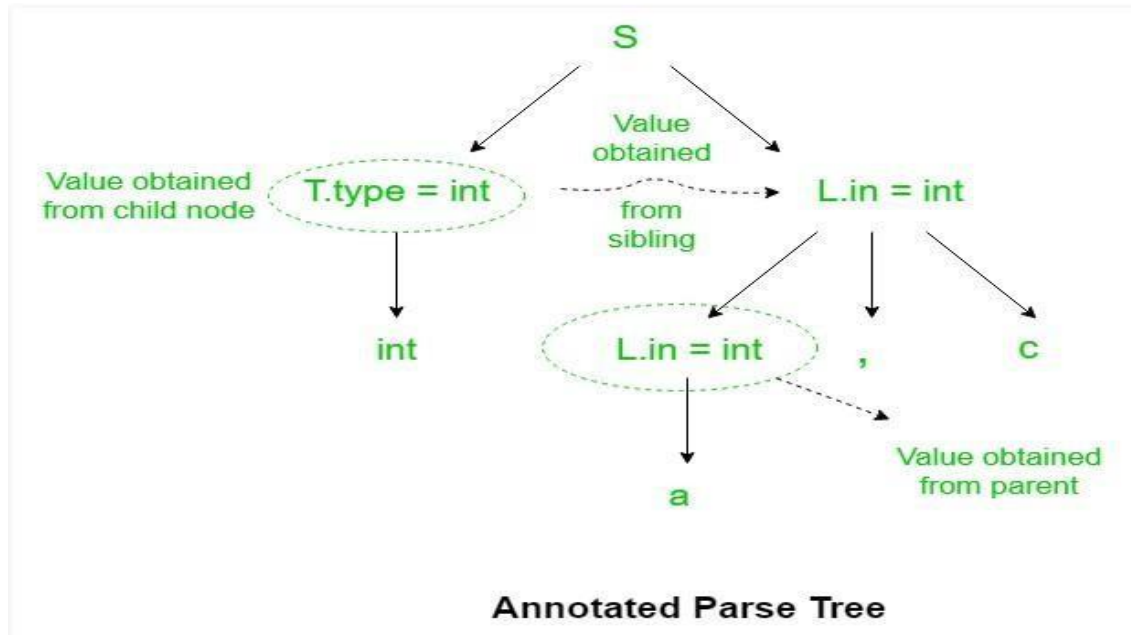 S
Value
obtained
Value obtained
from child node
T.type = int
from
sibling
L.in = int
int
L.in = int
,
c
a
Value obtained
from parent
Annotated Parse Tree